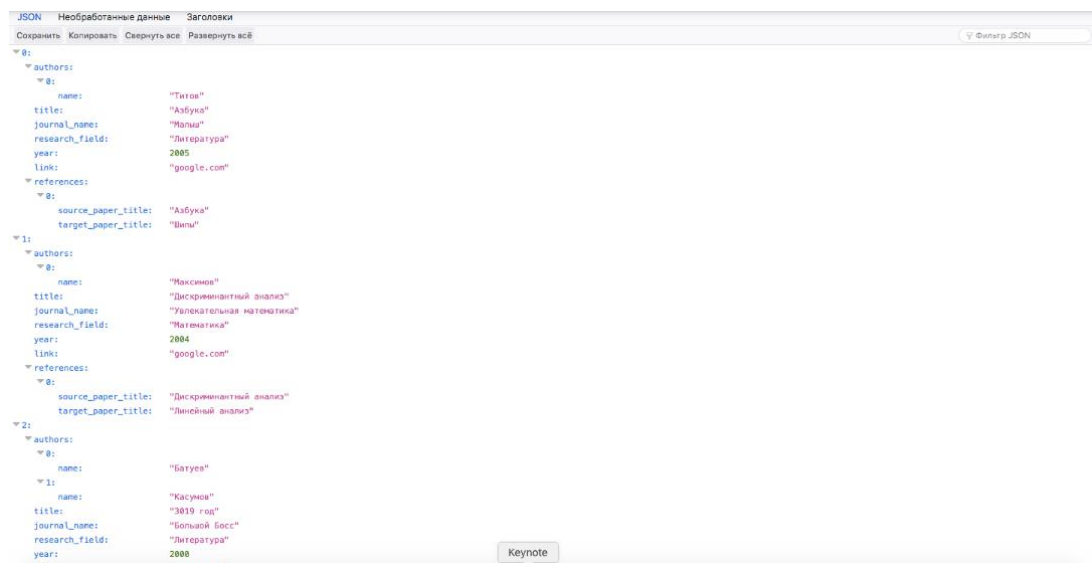 JSON Необработанные данные Заголовки
Сохранить Копировать Свернуть все Развернуть всё Фильтр JSON
0:
authors:
0:
name: "Титов"
title: "Азбука"
journal_name: "Малыш"
research_field: "Литература"
year: 2005
link: "google.com"
references:
0:
source_paper_title: "Азбука"
target_paper_title: "Шипы"
1:
authors:
0:
name: "Максимов"
title: "Дискриминантный анализ"
journal_name: "Увлекательная математика"
research_field: "Математика"
year: 2004
link: "google.com"
references:
0:
source_paper_title: "Дискриминантный анализ"
target_paper_title: "Линейный анализ"
2:
authors:
0:
name: "Батуев"
1:
name: "Касумов"
title: "3019 год"
journal_name: "Большой Босс"
research_field: "Литература"
year: 2008
Keynote